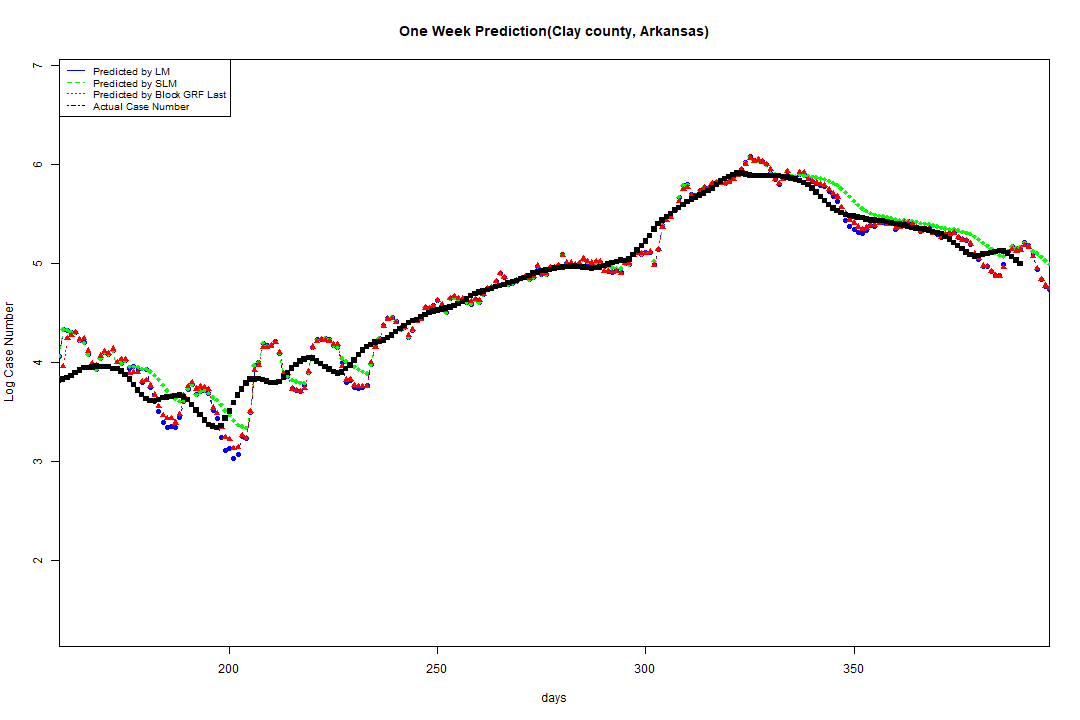 One Week Prediction(Clay county, Arkansas)
7
Predicted by LM
Predicted by SLM
Predicted by Block GRF Last
Actual Case Number
6
5
4
3
2
Log Case Number
200 250 300 350
days